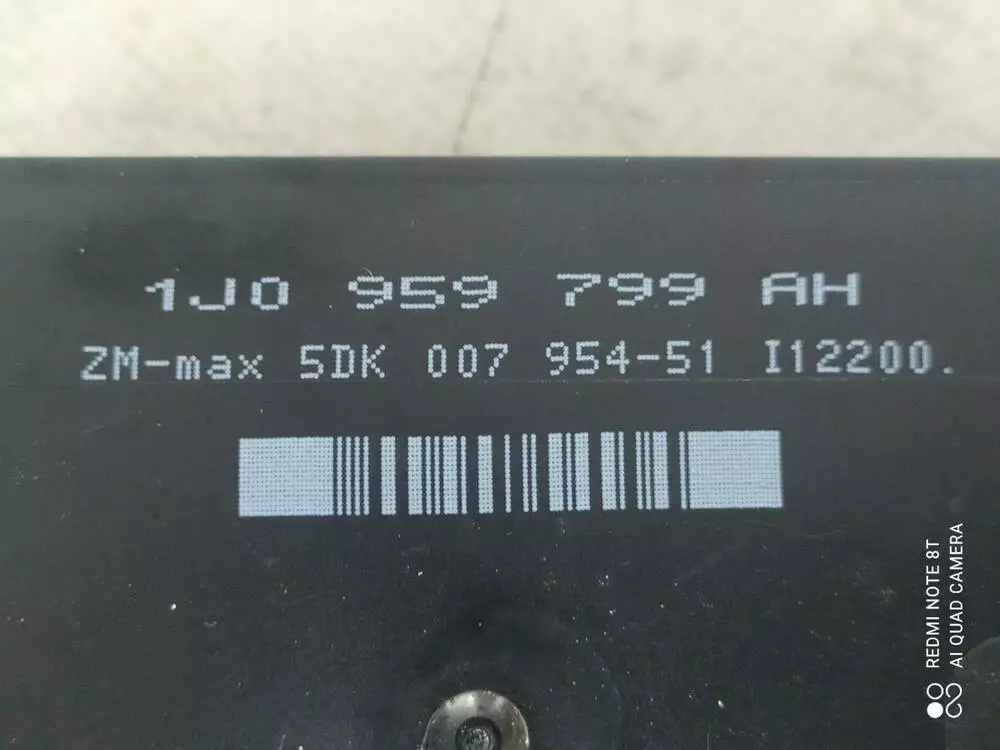 1J0 959 799 AH
ZM-max 5DK 007 954-51 I12200.
REDMI NOTE 8T
AI QUAD CAMERA